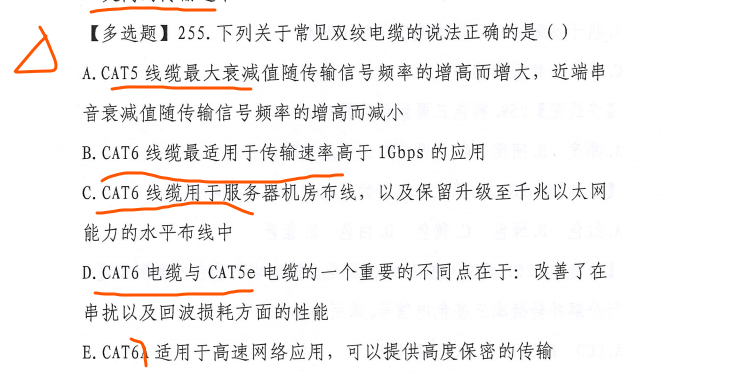 【多选题】255.下列关于常见双绞电缆的说法正确的是（）
A.CAT5 线缆最大衰减值随传输信号频率的增高而增大，近端串
音衰减值随传输信号频率的增高而减小
B.CAT6 线缆最适用于传输速率高于 1Gbps 的应用
C.CAT6 线缆用于服务器机房布线，以及保留升级至千兆以太网
能力的水平布线中
D.CAT6 电缆与 CAT5e 电缆的一个重要的不同点在于：改善了在
串扰以及回波损耗方面的性能
E.CAT6A 适用于高速网络应用，可以提供高度保密的传输